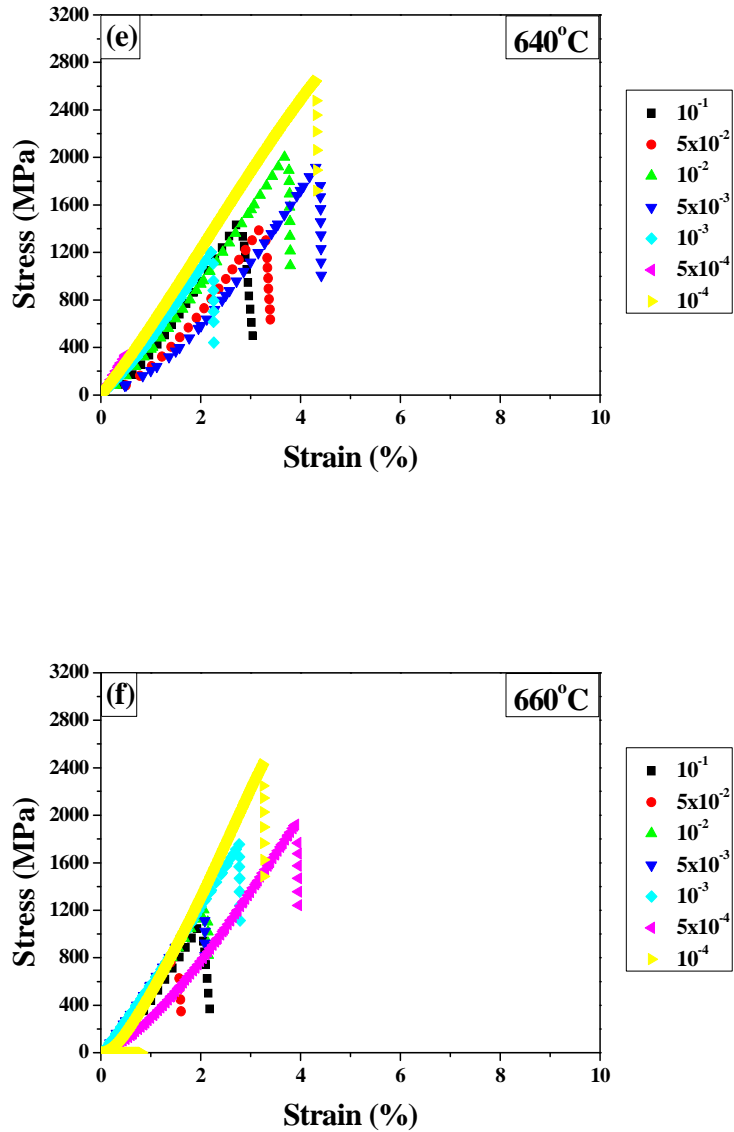 (e)
640°C
3200
2800
2400
2000
1600
1200
800
400
0
Stress (MPa)
0 2 4 6 8 10
Strain (%)
10⁻¹
5x10⁻²
10⁻²
5x10⁻³
10⁻³
5x10⁻⁴
10⁻⁴
(f)
660°C
3200
2800
2400
2000
1600
1200
800
400
0
Stress (MPa)
0 2 4 6 8 10
Strain (%)
10⁻¹
5x10⁻²
10⁻²
5x10⁻³
10⁻³
5x10⁻⁴
10⁻⁴